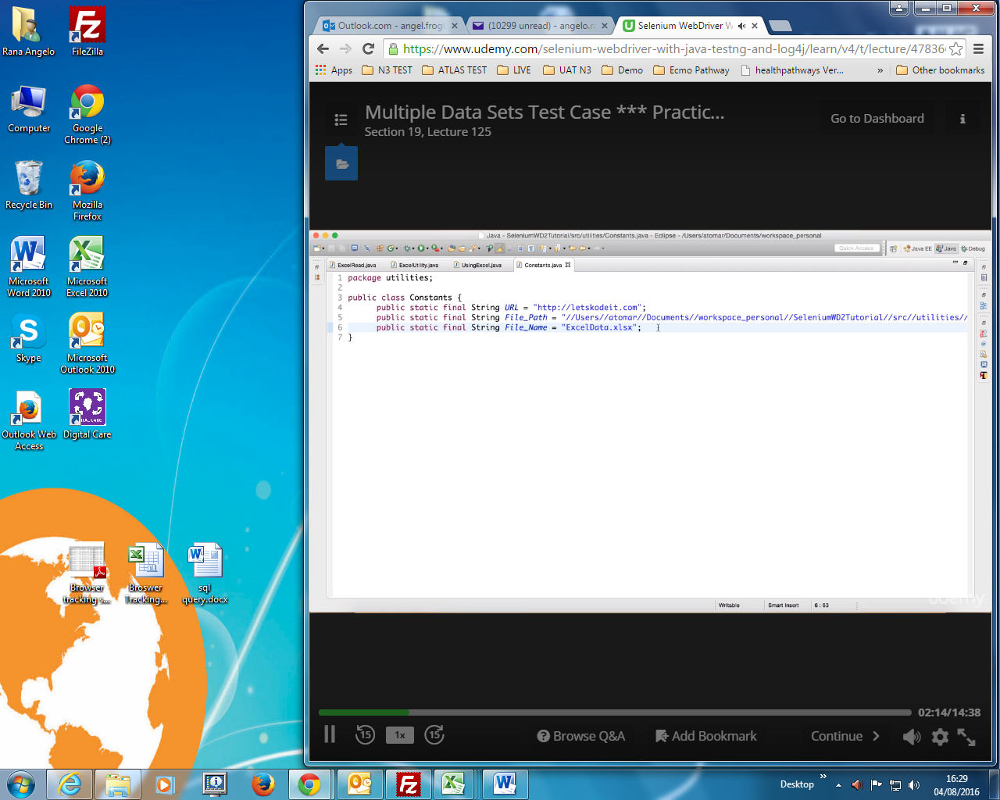 Rana Angelo
FileZilla
Computer
Google Chrome (2)
Recycle Bin
Mozilla Firefox
Microsoft Word 2010
Microsoft Excel 2010
Skype
Microsoft Outlook 2010
Outlook Web Access
Digital Care
Browser tracking s...
Broswer Tracking...
sql query.docx
Outlook.com - angel.frog
(10299 unread) - angelo.r
Selenium WebDriver W
https://www.udemy.com/selenium-webdriver-with-java-testng-and-log4j/learn/v4/t/lecture/47836
Apps N3 TEST ATLAS TEST LIVE UAT N3 Demo Ecmo Pathway healthpathways Ver... » Other bookmarks
Multiple Data Sets Test Case *** Practic...
Section 19, Lecture 125
Go to Dashboard
Java - SeleniumWD2Tutorial/src/utilities/Constants.java - Eclipse - /Users/atomar/Documents/workspace_personal
Quick Access Java EE Java Debug
ExcelRead.java ExcelUtility.java UsingExcel.java Constants.java
1 package utilities;
2
3 public class Constants {
4 public static final String URL = "http://letskodeit.com";
5 public static final String File_Path = "//Users//atomar//Documents//workspace_personal//SeleniumWD2Tutorial//src//utilities//
6 public static final String File_Name = "ExcelData.xlsx";
7 }
Writable Smart Insert 6 : 63
udemy
02:14/14:38
15 1x 15 Browse Q&A Add Bookmark Continue
Desktop »
16:29
04/08/2016